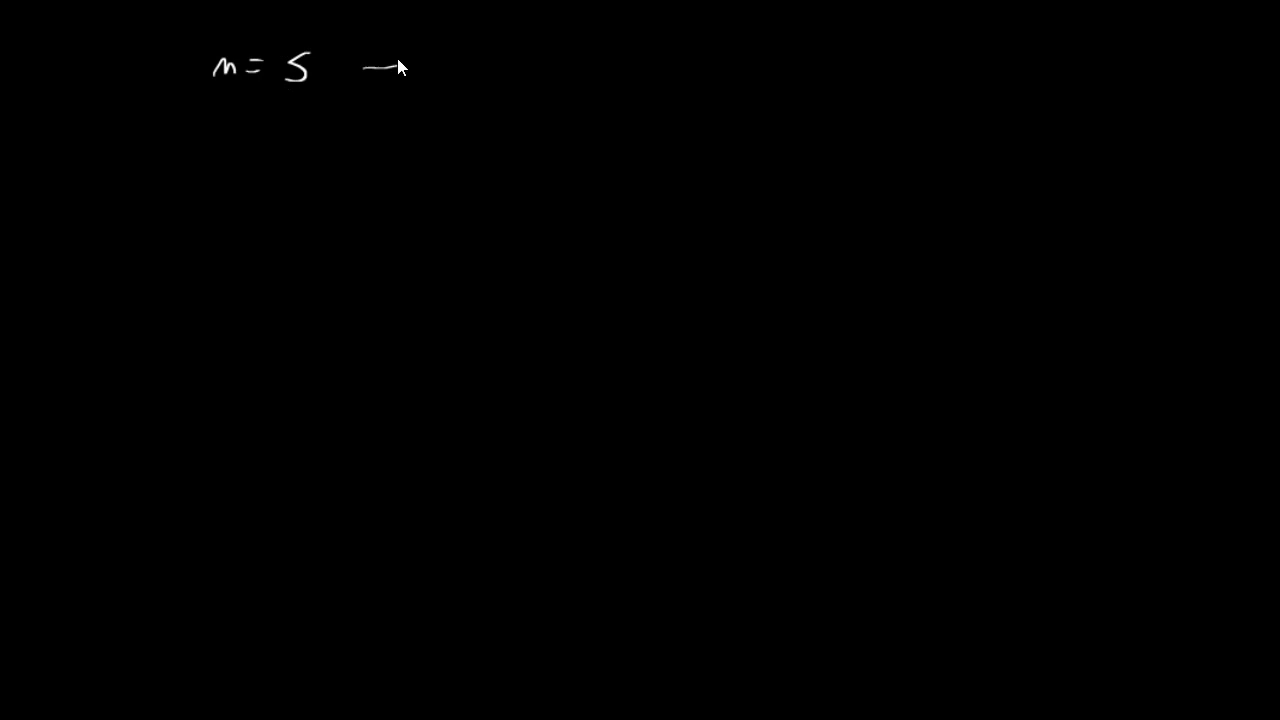 n = 5 —